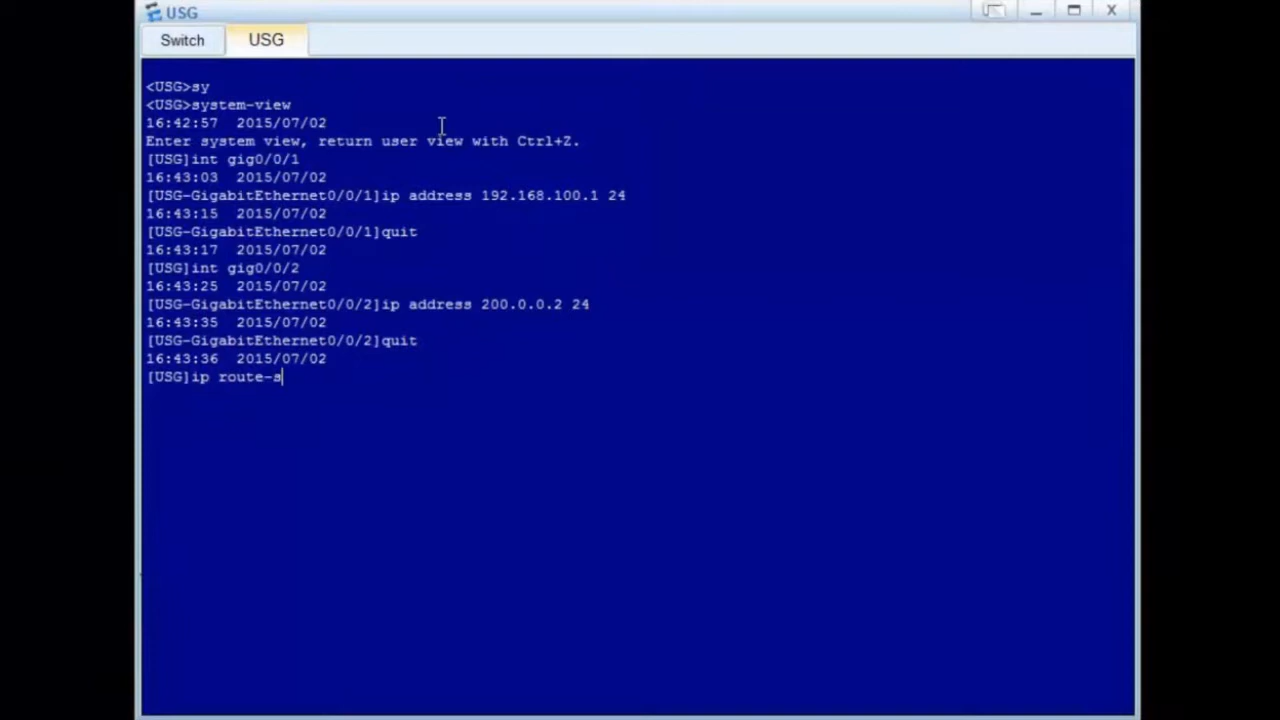 USG
Switch
USG
<USG>sy
<USG>system-view
16:42:57  2015/07/02
Enter system view, return user view with Ctrl+Z.
[USG]int gig0/0/1
16:43:03  2015/07/02
[USG-GigabitEthernet0/0/1]ip address 192.168.100.1 24
16:43:15  2015/07/02
[USG-GigabitEthernet0/0/1]quit
16:43:17  2015/07/02
[USG]int gig0/0/2
16:43:25  2015/07/02
[USG-GigabitEthernet0/0/2]ip address 200.0.0.2 24
16:43:35  2015/07/02
[USG-GigabitEthernet0/0/2]quit
16:43:36  2015/07/02
[USG]ip route-s